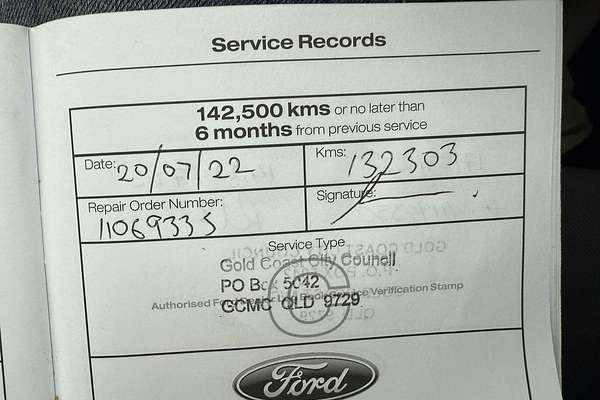 Service Records
142,500 kms or no later than
6 months from previous service
Date: 20/07/22
Kms: 132303
Repair Order Number:
11069335
Signature:
Service Type
Gold Coast City Council
PO Box 5042
Authorised Ford Dealer Log Book Service Verification Stamp
GCMC QLD 9729
Ford